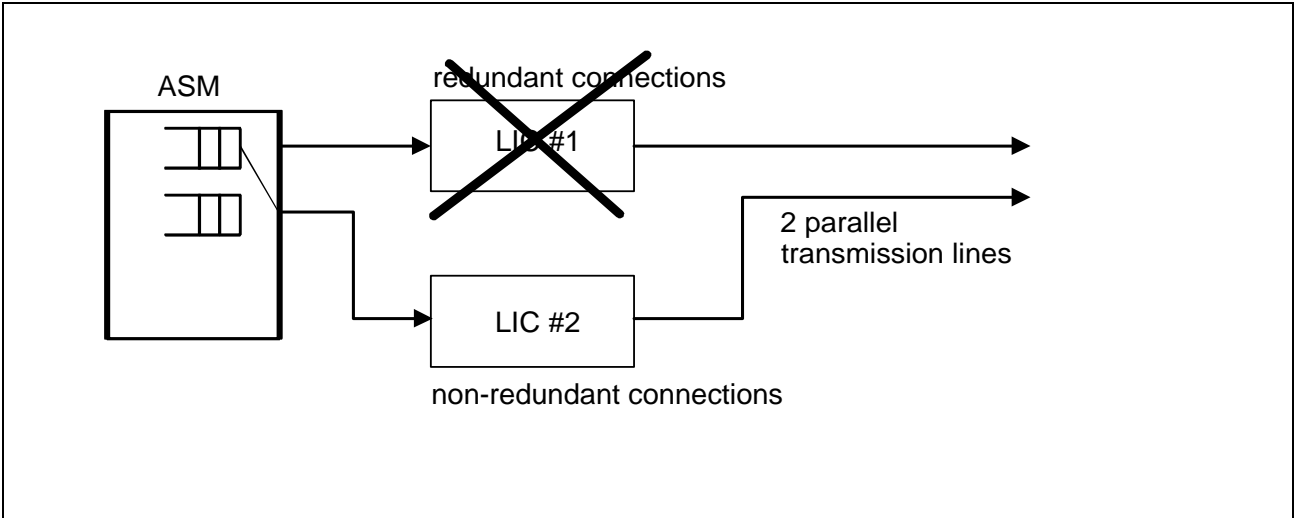 redundant connections
ASM
LIC #1
2 parallel
transmission lines
LIC #2
non-redundant connections